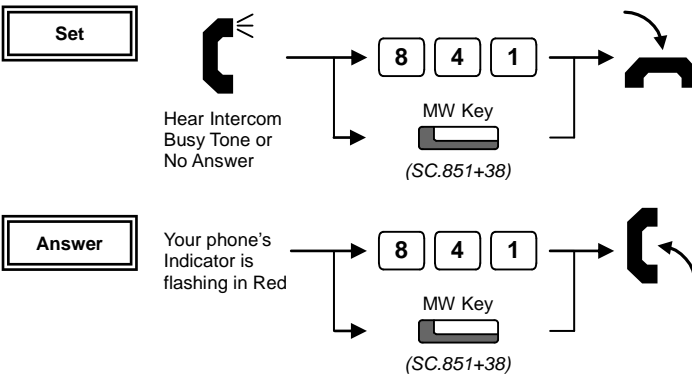 Set
Hear Intercom
Busy Tone or
No Answer
8 4 1
MW Key
(SC.851+38)
Answer
Your phone's
Indicator is
flashing in Red
8 4 1
MW Key
(SC.851+38)